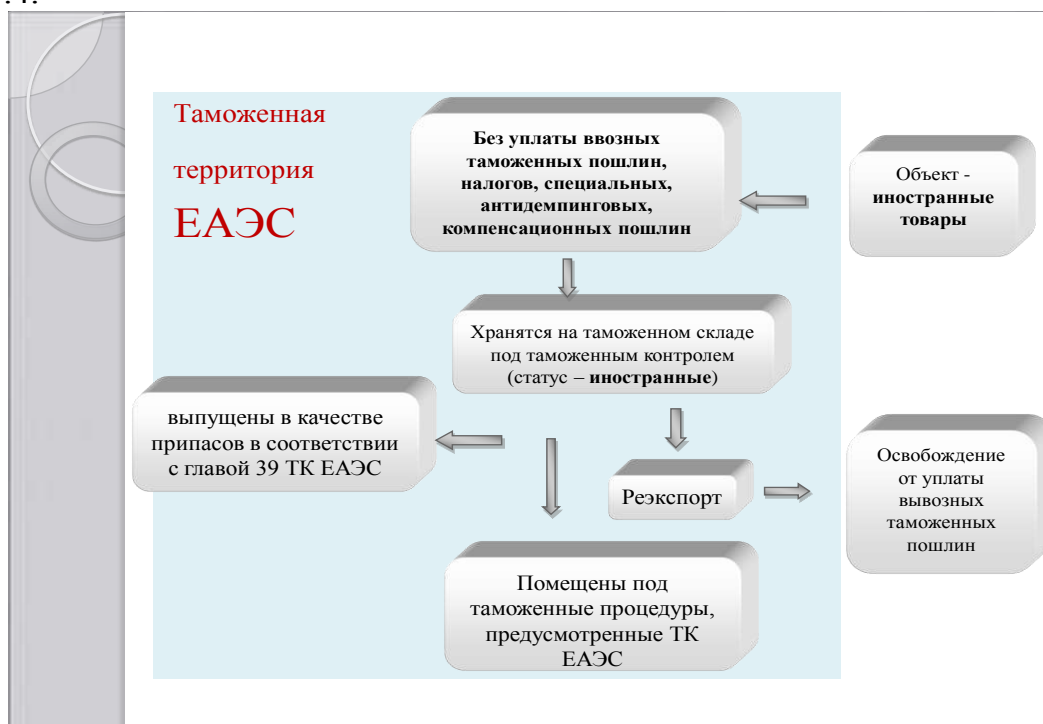 Таможенная
территория
ЕАЭС
Без уплаты ввозных
таможенных пошлин,
налогов, специальных,
антидемпинговых,
компенсационных пошлин
Объект -
иностранные
товары
Хранятся на таможенном складе
под таможенным контролем
(статус – иностранные)
выпущены в качестве
припасов в соответствии
с главой 39 ТК ЕАЭС
Реэкспорт
Освобождение
от уплаты
вывозных
таможенных
пошлин
Помещены под
таможенные процедуры,
предусмотренные ТК
ЕАЭС